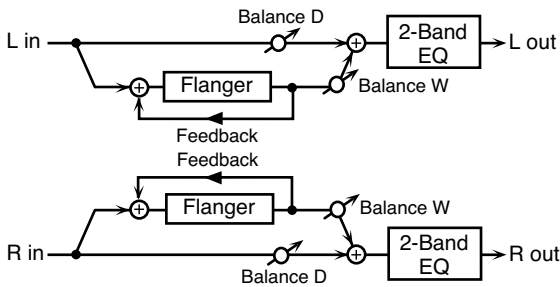 Balance D
L in
2-Band
EQ
L out
Flanger
Balance W
Feedback
Feedback
Flanger
Balance W
R in
2-Band
EQ
R out
Balance D